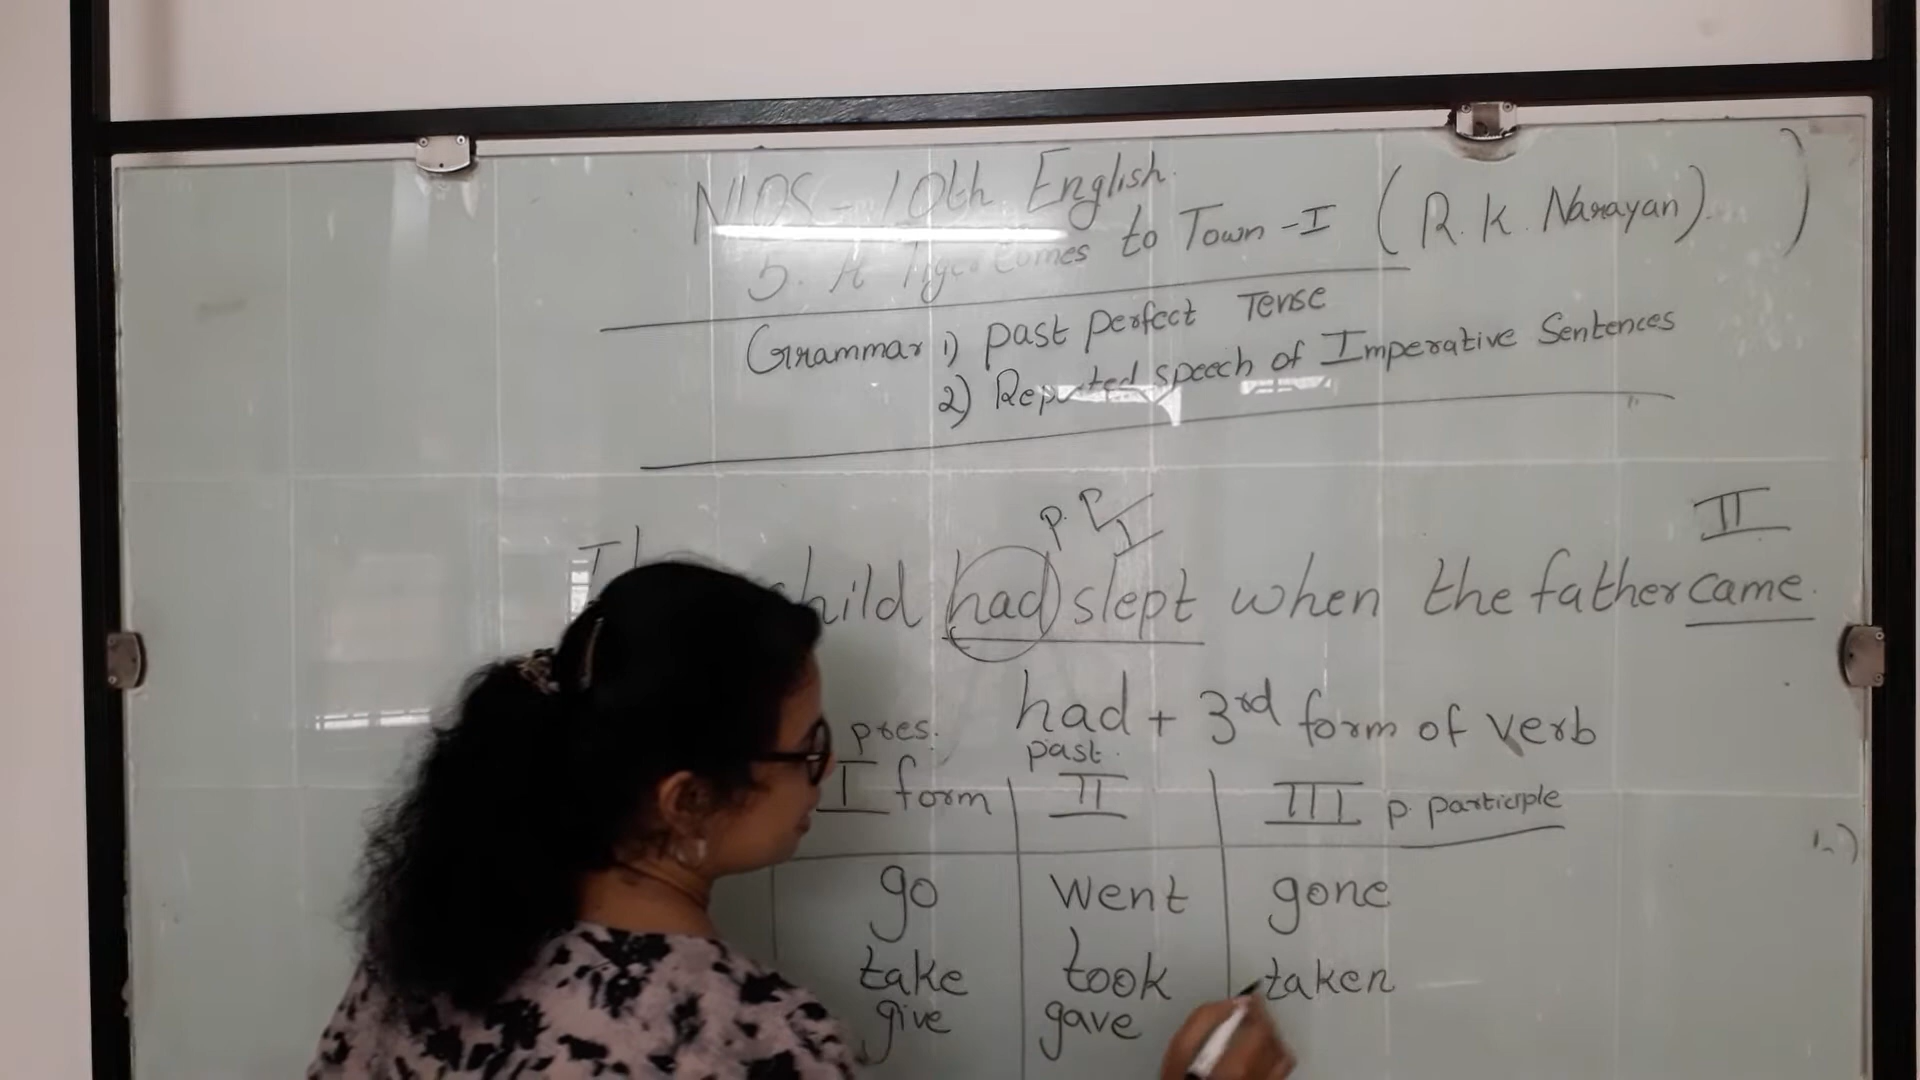 NIOS - 10th English.
5. A Tiger Comes to Town - I ( R. K. Narayan) )
Grammar 1) past perfect Tense
2) Reported speech of Imperative Sentences
P. P I
II
child had slept when the father came.
had + 3rd form of verb
pres. past.
I form II III p. participle
go went gone
take took taken
give gave